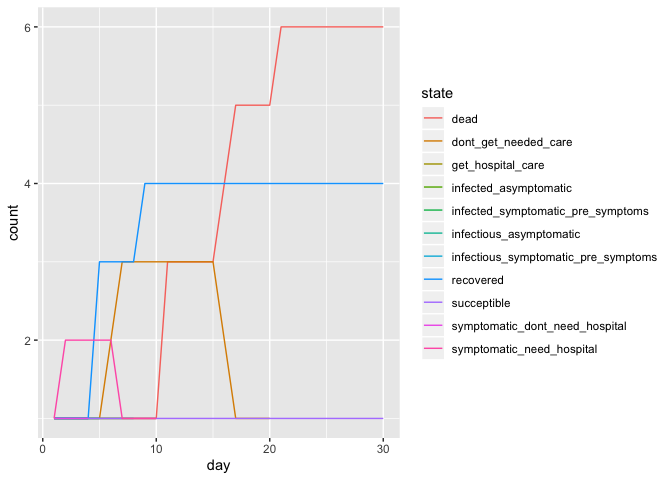 6
4
2
count
0
10
20
30
day
state
dead
dont_get_needed_care
get_hospital_care
infected_asymptomatic
infected_symptomatic_pre_symptoms
infectious_asymptomatic
infectious_symptomatic_pre_symptoms
recovered
succeptible
symptomatic_dont_need_hospital
symptomatic_need_hospital